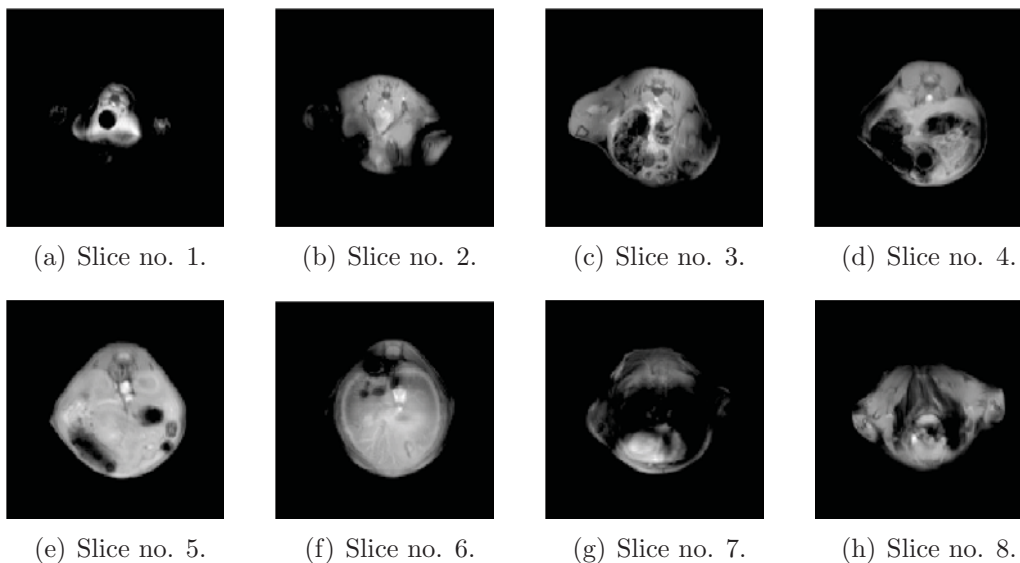 (a) Slice no. 1.
(b) Slice no. 2.
(c) Slice no. 3.
(d) Slice no. 4.
(e) Slice no. 5.
(f) Slice no. 6.
(g) Slice no. 7.
(h) Slice no. 8.